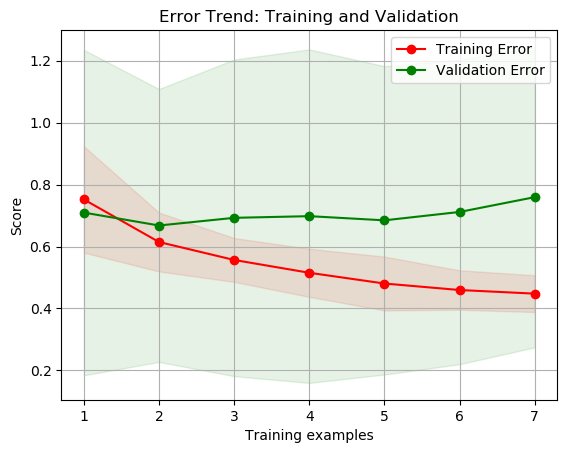 Error Trend: Training and Validation
Training Error
Validation Error
Score
1.2
1.0
0.8
0.6
0.4
0.2
1 2 3 4 5 6 7
Training examples